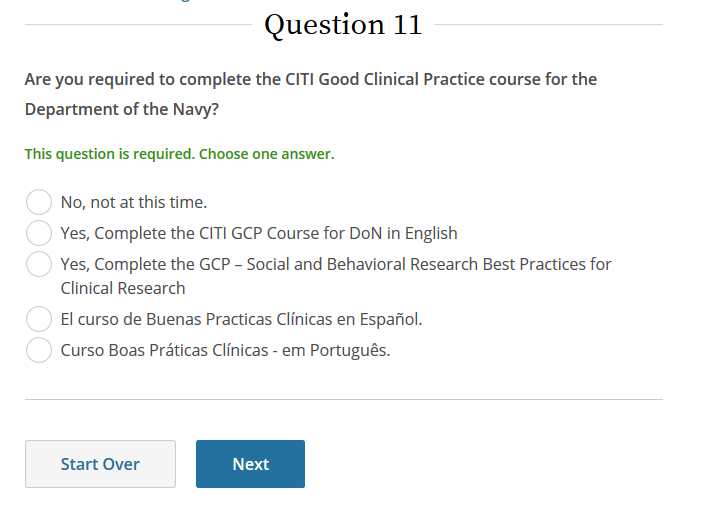 Question 11
Are you required to complete the CITI Good Clinical Practice course for the
Department of the Navy?
This question is required. Choose one answer.
No, not at this time.
Yes, Complete the CITI GCP Course for DoN in English
Yes, Complete the GCP – Social and Behavioral Research Best Practices for
Clinical Research
El curso de Buenas Practicas Clínicas en Español.
Curso Boas Práticas Clínicas - em Português.
Start Over
Next